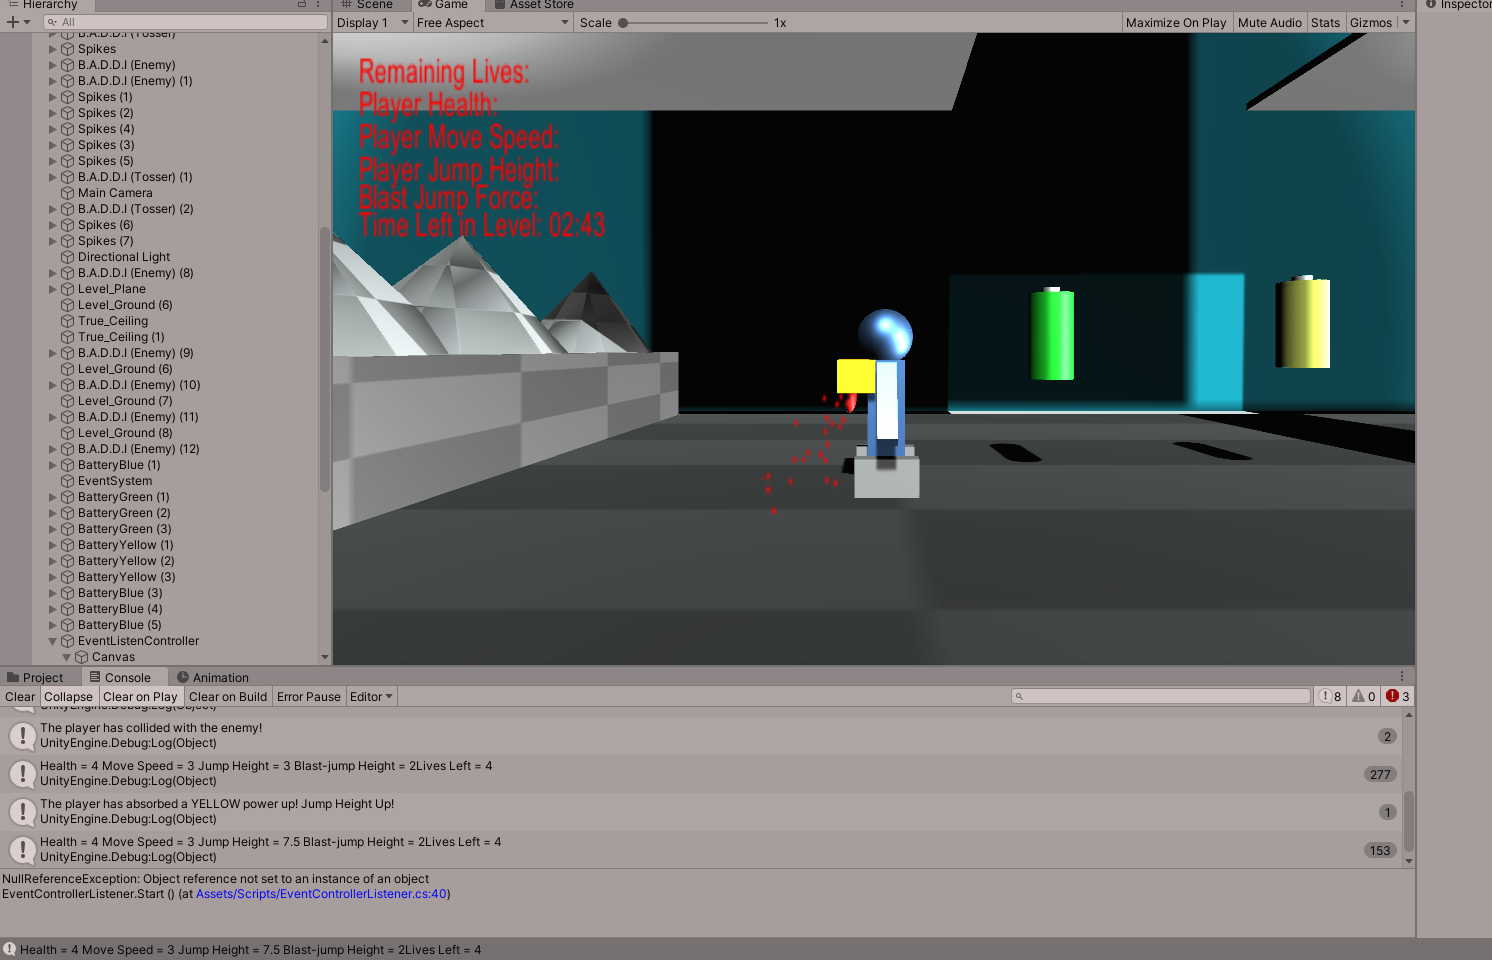 Hierarchy
Scene
Game
Asset Store
Inspector
All
Display 1
Free Aspect
Scale
1x
Maximize On Play
Mute Audio
Stats
Gizmos
B.A.D.D.I (Tosser)
Spikes
B.A.D.D.I (Enemy)
B.A.D.D.I (Enemy) (1)
Spikes (1)
Spikes (2)
Spikes (4)
Spikes (3)
Spikes (5)
B.A.D.D.I (Tosser) (1)
Main Camera
B.A.D.D.I (Tosser) (2)
Spikes (6)
Spikes (7)
Directional Light
B.A.D.D.I (Enemy) (8)
Level_Plane
Level_Ground (6)
True_Ceiling
True_Ceiling (1)
B.A.D.D.I (Enemy) (9)
Level_Ground (6)
B.A.D.D.I (Enemy) (10)
Level_Ground (7)
B.A.D.D.I (Enemy) (11)
Level_Ground (8)
B.A.D.D.I (Enemy) (12)
BatteryBlue (1)
EventSystem
BatteryGreen (1)
BatteryGreen (2)
BatteryGreen (3)
BatteryYellow (1)
BatteryYellow (2)
BatteryYellow (3)
BatteryBlue (3)
BatteryBlue (4)
BatteryBlue (5)
EventListenController
Canvas
Remaining Lives:
Player Health:
Player Move Speed:
Player Jump Height:
Blast Jump Force:
Time Left in Level: 02:43
Project
Console
Animation
Clear
Collapse
Clear on Play
Clear on Build
Error Pause
Editor
8
0
3
UnityEngine.Debug:Log(Object)
The player has collided with the enemy!
UnityEngine.Debug:Log(Object)
2
Health = 4 Move Speed = 3 Jump Height = 3 Blast-jump Height = 2Lives Left = 4
UnityEngine.Debug:Log(Object)
277
The player has absorbed a YELLOW power up! Jump Height Up!
UnityEngine.Debug:Log(Object)
1
Health = 4 Move Speed = 3 Jump Height = 7.5 Blast-jump Height = 2Lives Left = 4
UnityEngine.Debug:Log(Object)
153
NullReferenceException: Object reference not set to an instance of an object
EventControllerListener.Start () (at Assets/Scripts/EventControllerListener.cs:40)
Health = 4 Move Speed = 3 Jump Height = 7.5 Blast-jump Height = 2Lives Left = 4